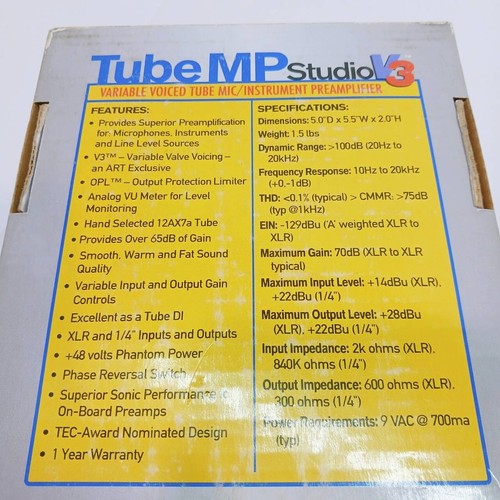 Tube MP Studio V3
VARIABLE VOICED TUBE MIC/INSTRUMENT PREAMPLIFIER
FEATURES:
• Provides Superior Preamplification
for: Microphones, Instruments
and Line Level Sources
• V3™ – Variable Valve Voicing –
an ART Exclusive
• OPL™ – Output Protection Limiter
• Analog VU Meter for Level
Monitoring
• Hand Selected 12AX7a Tube
• Provides Over 65dB of Gain
• Smooth, Warm and Fat Sound
Quality
• Variable Input and Output Gain
Controls
• Excellent as a Tube DI
• XLR and 1/4" Inputs and Outputs
• +48 volts Phantom Power
• Phase Reversal Switch
• Superior Sonic Performance to
On-Board Preamps
• TEC-Award Nominated Design
• 1 Year Warranty
SPECIFICATIONS:
Dimensions: 5.0"D x 5.5"W x 2.0"H
Weight: 1.5 lbs
Dynamic Range: >100dB (20Hz to
20kHz)
Frequency Response: 10Hz to 20kHz
(+0.-1dB)
THD: <0.1% (typical) > CMMR: >75dB
(typ @1kHz)
EIN: -129dBu ('A' weighted XLR to
XLR)
Maximum Gain: 70dB (XLR to XLR
typical)
Maximum Input Level: +14dBu (XLR),
+22dBu (1/4")
Maximum Output Level: +28dBu
(XLR), +22dBu (1/4")
Input Impedance: 2k ohms (XLR),
840K ohms (1/4")
Output Impedance: 600 ohms (XLR),
300 ohms (1/4")
Power Requirements: 9 VAC @ 700ma
(typ)